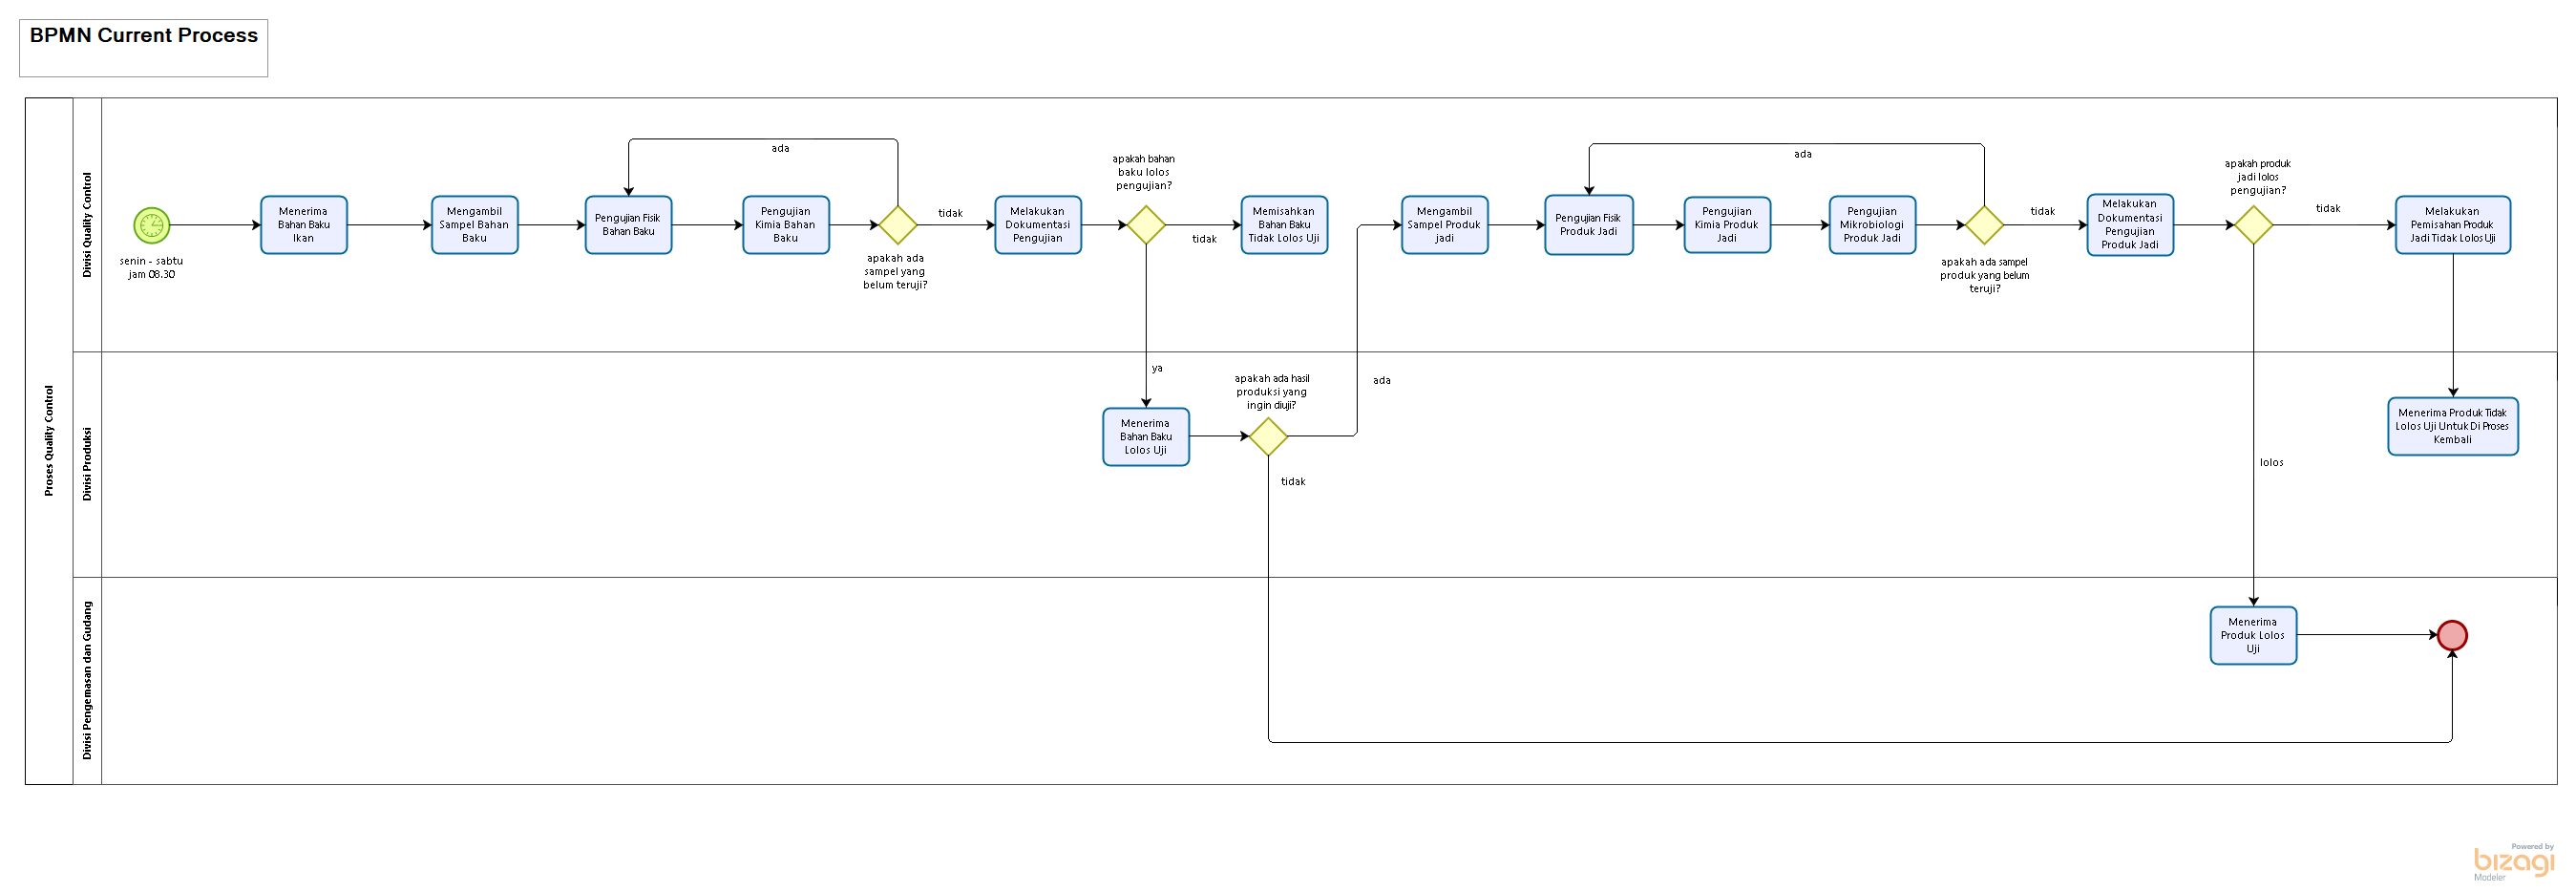 BPMN Current Process
Proses Quality Control
Divisi Quality Control
senin - sabtu
jam 08.30
Menerima
Bahan Baku
Ikan
Mengambil
Sampel Bahan
Baku
Pengujian Fisik
Bahan Baku
Pengujian
Kimia Bahan
Baku
ada
apakah ada
sampel yang
belum teruji?
tidak
Melakukan
Dokumentasi
Pengujian
apakah bahan
baku lolos
pengujian?
tidak
Memisahkan
Bahan Baku
Tidak Lolos Uji
Mengambil
Sampel Produk
jadi
Pengujian Fisik
Produk Jadi
Pengujian
Kimia Produk
Jadi
Pengujian
Mikrobiologi
Produk Jadi
ada
apakah ada sampel
produk yang belum
teruji?
tidak
Melakukan
Dokumentasi
Pengujian
Produk Jadi
apakah produk
jadi lolos
pengujian?
tidak
Melakukan
Pemisahan Produk
Jadi Tidak Lolos Uji
Divisi Produksi
ya
Menerima
Bahan Baku
Lolos Uji
apakah ada hasil
produksi yang
ingin diuji?
ada
tidak
lolos
Menerima Produk Tidak
Lolos Uji Untuk Di Proses
Kembali
Divisi Pengemasan dan Gudang
Menerima
Produk Lolos
Uji
Powered by
bizagi
Modeler